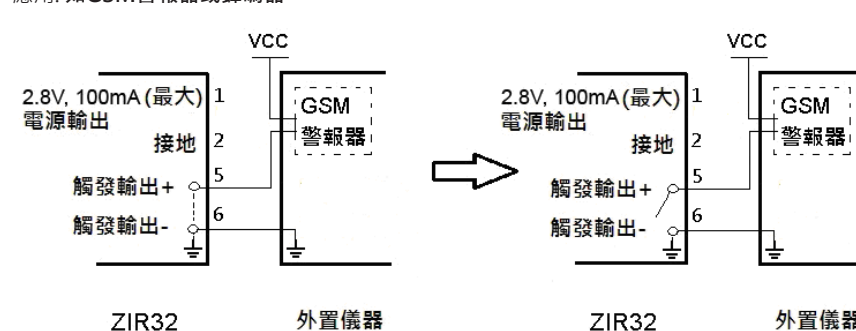 應用: 如GSM警報器或蜂鳴器
VCC
2.8V, 100mA (最大) 1
電源輸出
接地 2
觸發輸出+ 5
觸發輸出- 6
GSM
警報器
ZIR32
外置儀器
VCC
2.8V, 100mA (最大) 1
電源輸出
接地 2
觸發輸出+ 5
觸發輸出- 6
GSM
警報器
ZIR32
外置儀器